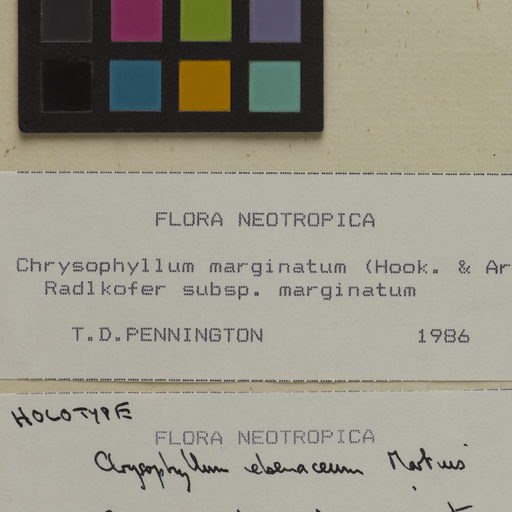 FLORA NEOTROPICA
Chrysophyllum marginatum (Hook. & Ar
Radlkofer subsp. marginatum
T.D.PENNINGTON 1986
HOLOTYPE
FLORA NEOTROPICA
Chrysophyllum ebenaceum Martius